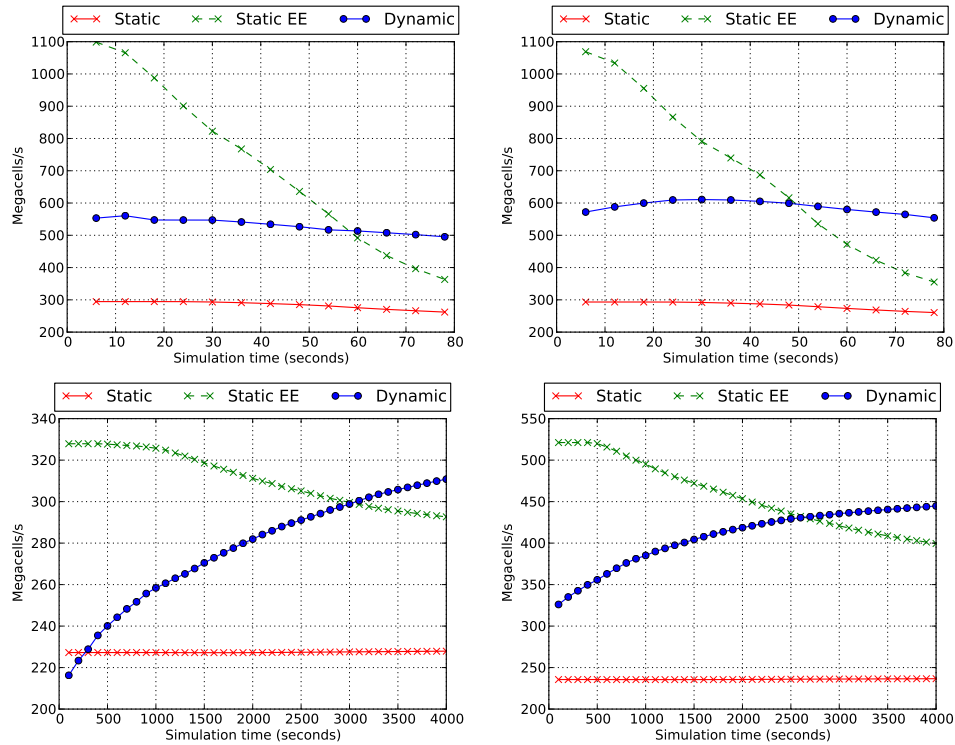 Static Static EE Dynamic
1100
1000
900
800
700
600
500
400
300
200
Megacells/s
0 10 20 30 40 50 60 70 80
Simulation time (seconds)
Static Static EE Dynamic
1100
1000
900
800
700
600
500
400
300
200
Megacells/s
0 10 20 30 40 50 60 70 80
Simulation time (seconds)
Static Static EE Dynamic
340
320
300
280
260
240
220
200
Megacells/s
0 500 1000 1500 2000 2500 3000 3500 4000
Simulation time (seconds)
Static Static EE Dynamic
550
500
450
400
350
300
250
200
Megacells/s
0 500 1000 1500 2000 2500 3000 3500 4000
Simulation time (seconds)